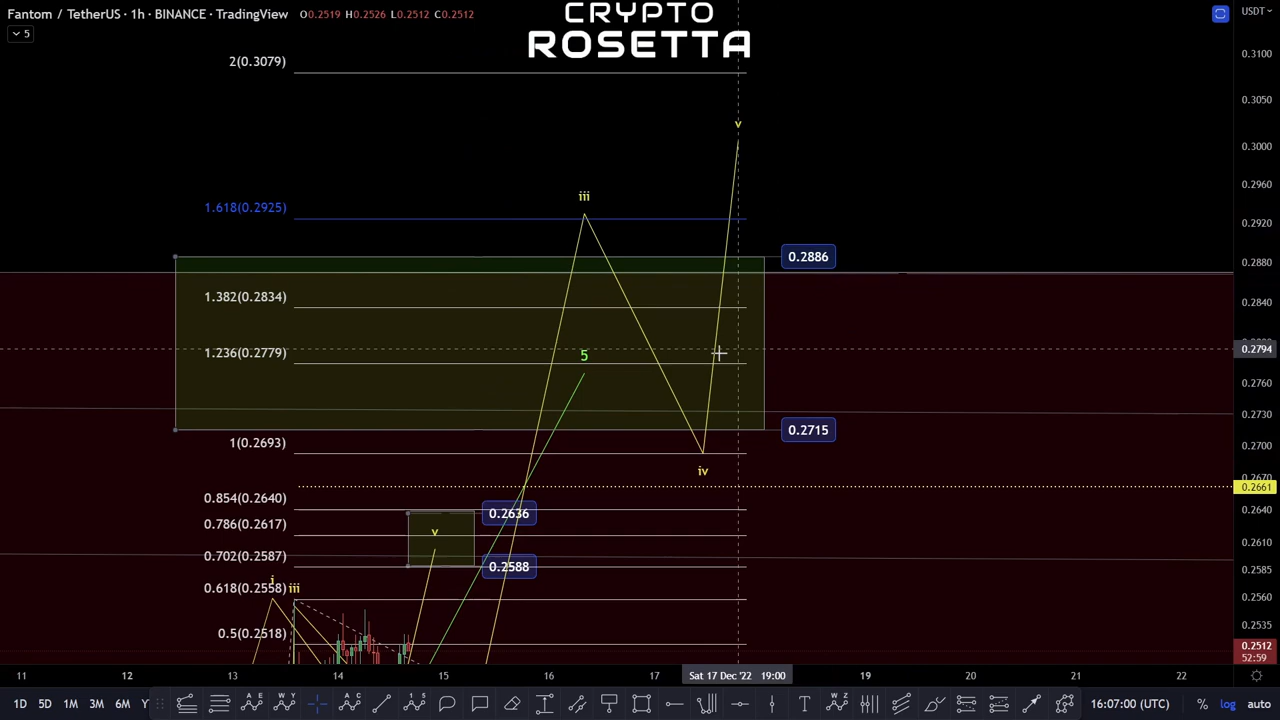 Fantom / TetherUS · 1h · BINANCE · TradingView O0.2519 H0.2526 L0.2512 C0.2512
5
CRYPTO
ROSETTA
USDT
2(0.3079)
1.618(0.2925)
1.382(0.2834)
1.236(0.2779)
1(0.2693)
0.854(0.2640)
0.786(0.2617)
0.702(0.2587)
0.618(0.2558)
0.5(0.2518)
i
iii
v
5
iii
iv
v
0.2886
0.2715
0.2636
0.2588
0.3100
0.3050
0.3000
0.2960
0.2920
0.2880
0.2840
0.2794
0.2760
0.2730
0.2700
0.2661
0.2640
0.2610
0.2585
0.2560
0.2535
0.2512
52:59
11 12 13 14 15 16 17 Sat 17 Dec '22 19:00 19 20 21 22
1D 5D 1M 3M 6M 1Y 16:07:00 (UTC) % log auto